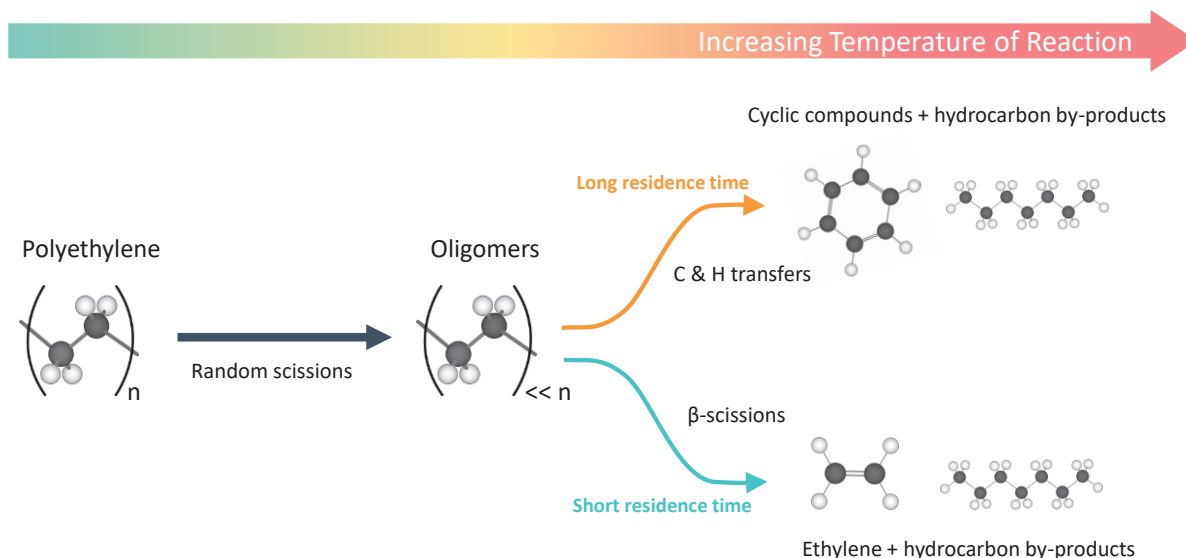 Increasing Temperature of Reaction
Cyclic compounds + hydrocarbon by-products
Long residence time
Polyethylene
Oligomers
C & H transfers
Random scissions
n
<< n
β-scissions
Short residence time
Ethylene + hydrocarbon by-products